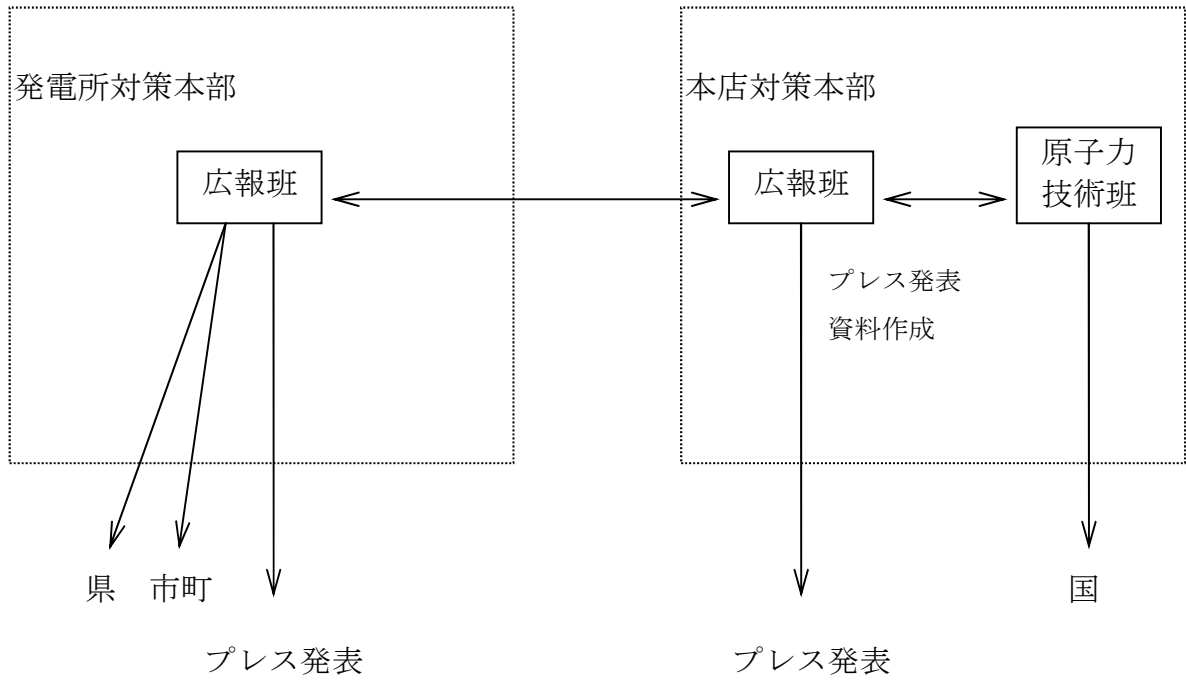 発電所対策本部
本店対策本部
広報班
広報班
原子力
技術班
プレス発表
資料作成
県
市町
国
プレス発表
プレス発表